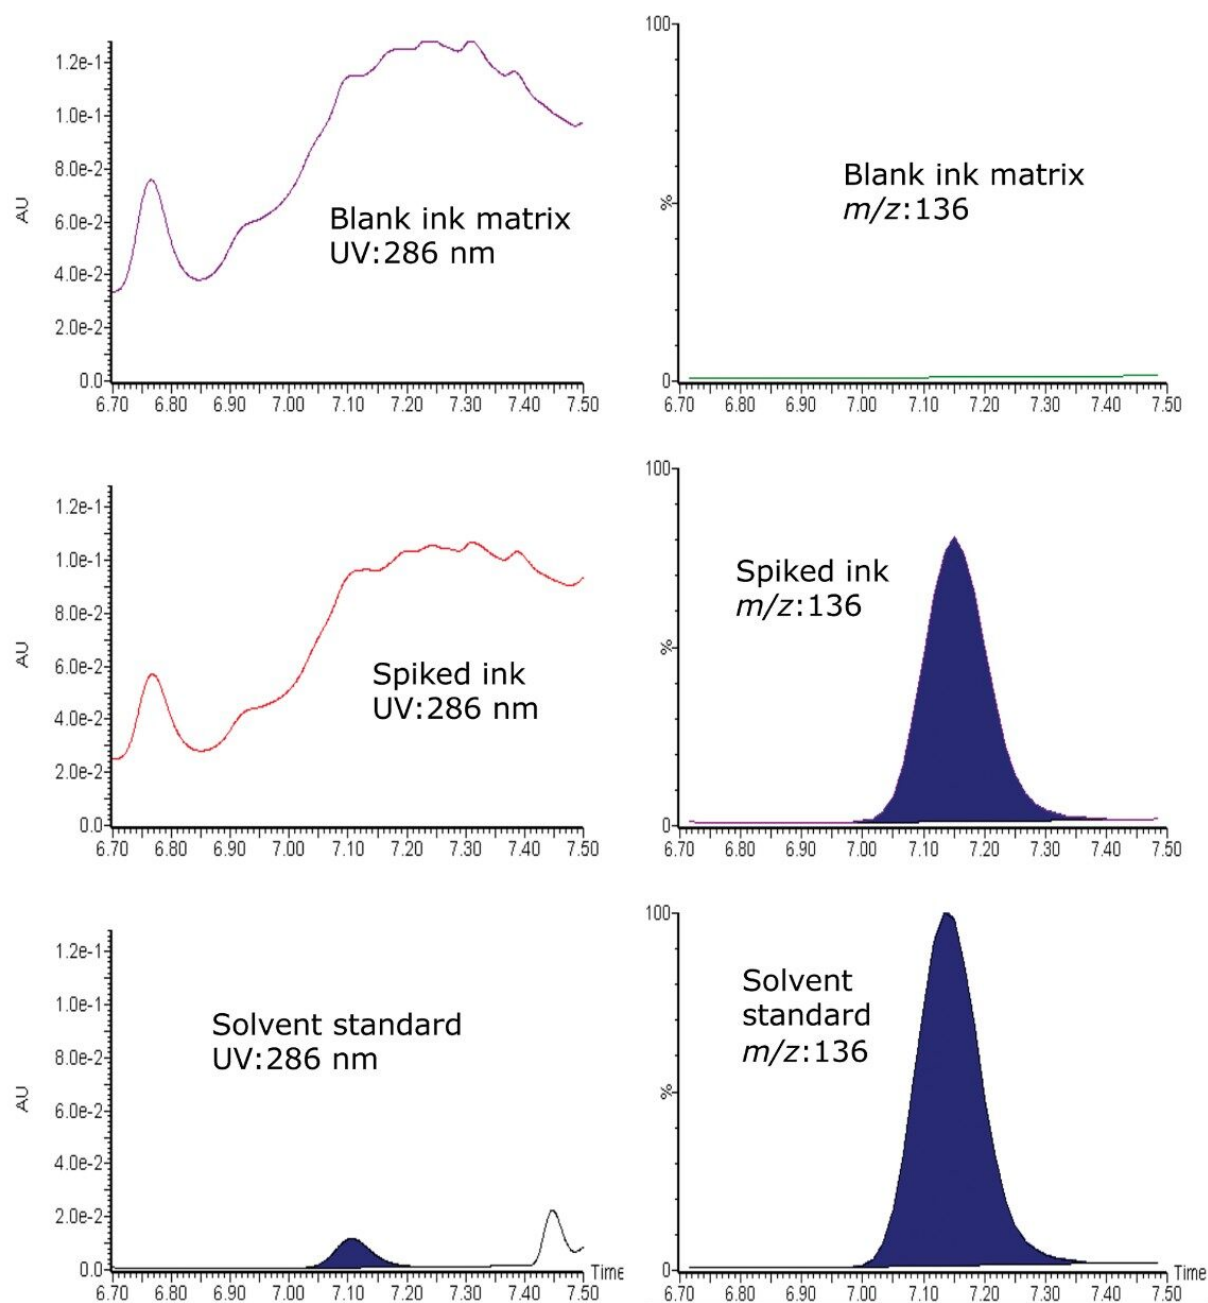 1.2e-1
1.0e-1
8.0e-2
6.0e-2
4.0e-2
2.0e-2
0.0
AU
Blank ink matrix
UV:286 nm
6.70 6.80 6.90 7.00 7.10 7.20 7.30 7.40 7.50
100
%
0
Blank ink matrix
m/z:136
6.70 6.80 6.90 7.00 7.10 7.20 7.30 7.40 7.50
1.2e-1
1.0e-1
8.0e-2
6.0e-2
4.0e-2
2.0e-2
0.0
AU
Spiked ink
UV:286 nm
6.70 6.80 6.90 7.00 7.10 7.20 7.30 7.40 7.50
100
%
0
Spiked ink
m/z:136
6.70 6.80 6.90 7.00 7.10 7.20 7.30 7.40 7.50
1.2e-1
1.0e-1
8.0e-2
6.0e-2
4.0e-2
2.0e-2
0.0
AU
Solvent standard
UV:286 nm
Time
6.70 6.80 6.90 7.00 7.10 7.20 7.30 7.40 7.50
100
%
0
Solvent
standard
m/z:136
Time
6.70 6.80 6.90 7.00 7.10 7.20 7.30 7.40 7.50